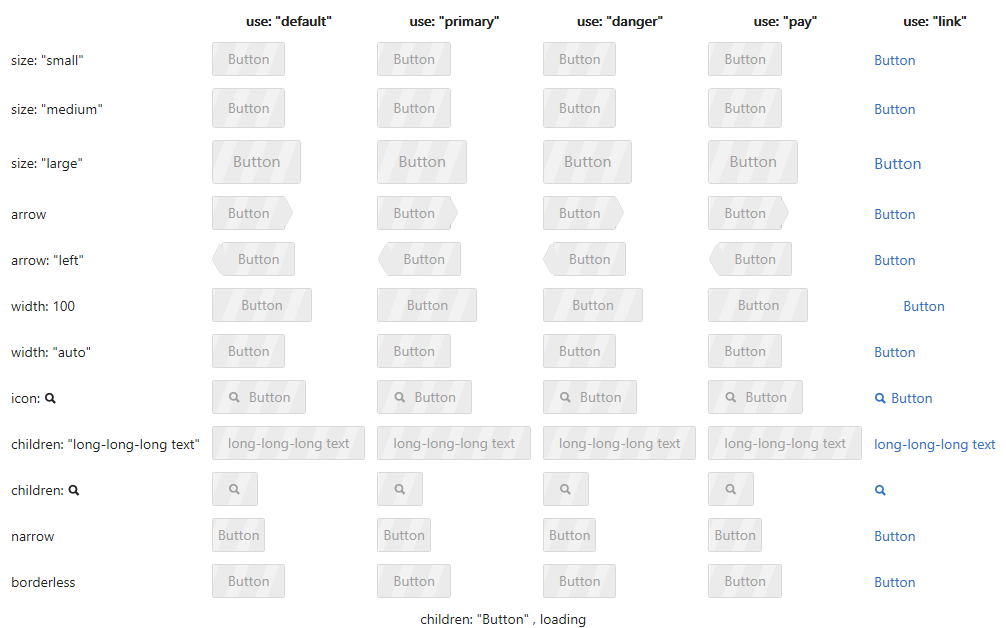 use: "default" use: "primary" use: "danger" use: "pay" use: "link"
size: "small" Button Button Button Button Button
size: "medium" Button Button Button Button Button
size: "large" Button Button Button Button Button
arrow Button Button Button Button Button
arrow: "left" Button Button Button Button Button
width: 100 Button Button Button Button Button
width: "auto" Button Button Button Button Button
icon: Button Button Button Button Button
children: "long-long-long text" long-long-long text long-long-long text long-long-long text long-long-long text long-long-long text
children:
narrow Button Button Button Button Button
borderless Button Button Button Button Button
children: "Button" , loading